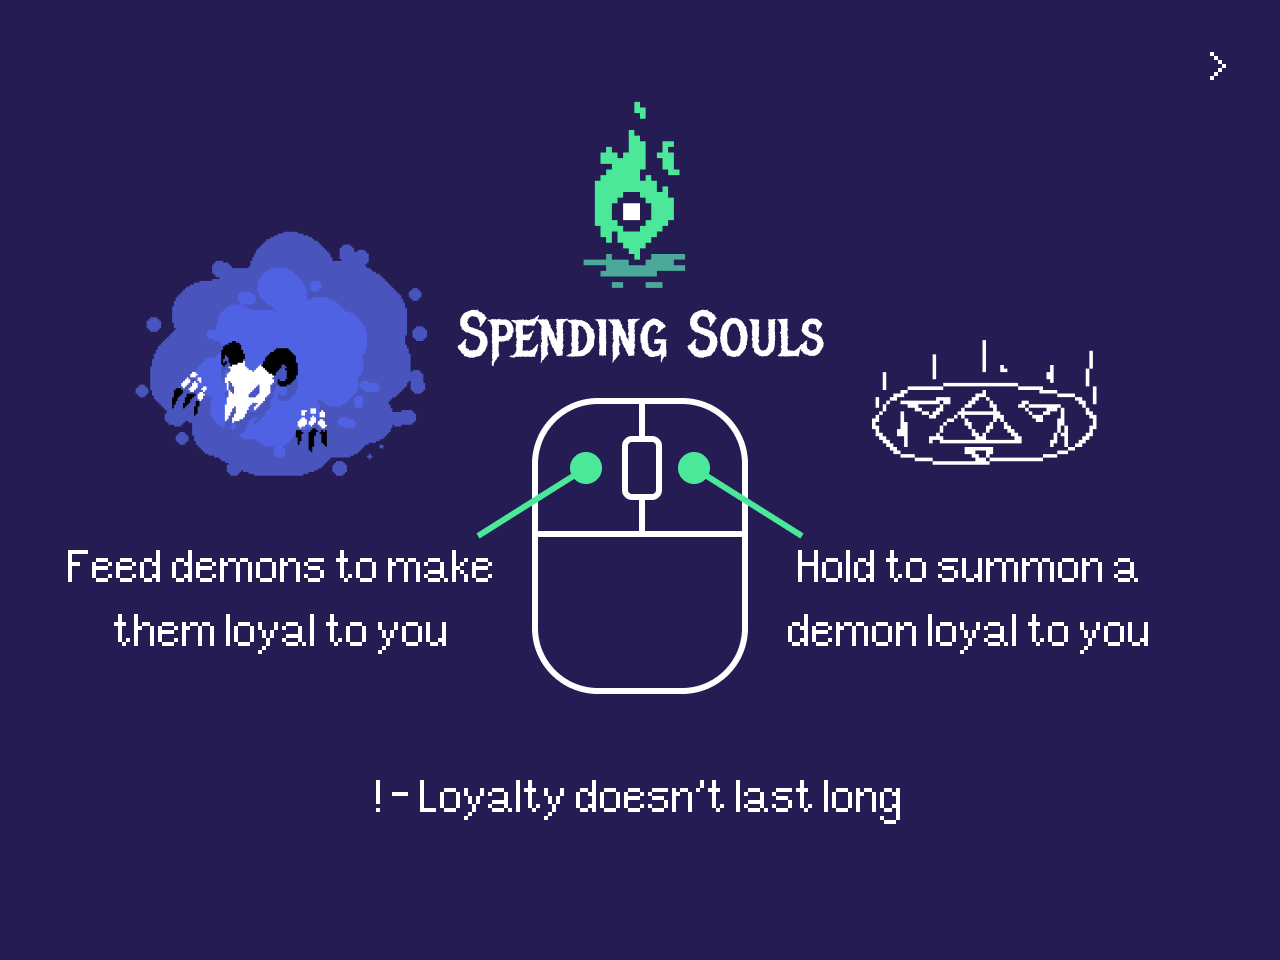 >
Spending Souls
Feed demons to make
them loyal to you
Hold to summon a
demon loyal to you
! - Loyalty doesn't last long